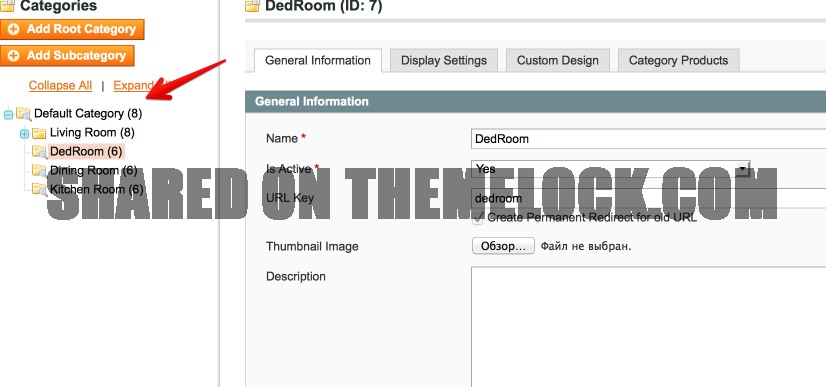 Categories
Add Root Category
Add Subcategory
Collapse All | Expand
Default Category (8)
Living Room (8)
DedRoom (6)
Dining Room (6)
Kitchen Room (6)
DedRoom (ID: 7)
General Information
Display Settings
Custom Design
Category Products
General Information
Name *
DedRoom
Is Active *
Yes
URL Key
dedroom
Create Permanent Redirect for old URL
Thumbnail Image
Обзор... Файл не выбран.
Description
SHARED ON THEMELOCK.COM